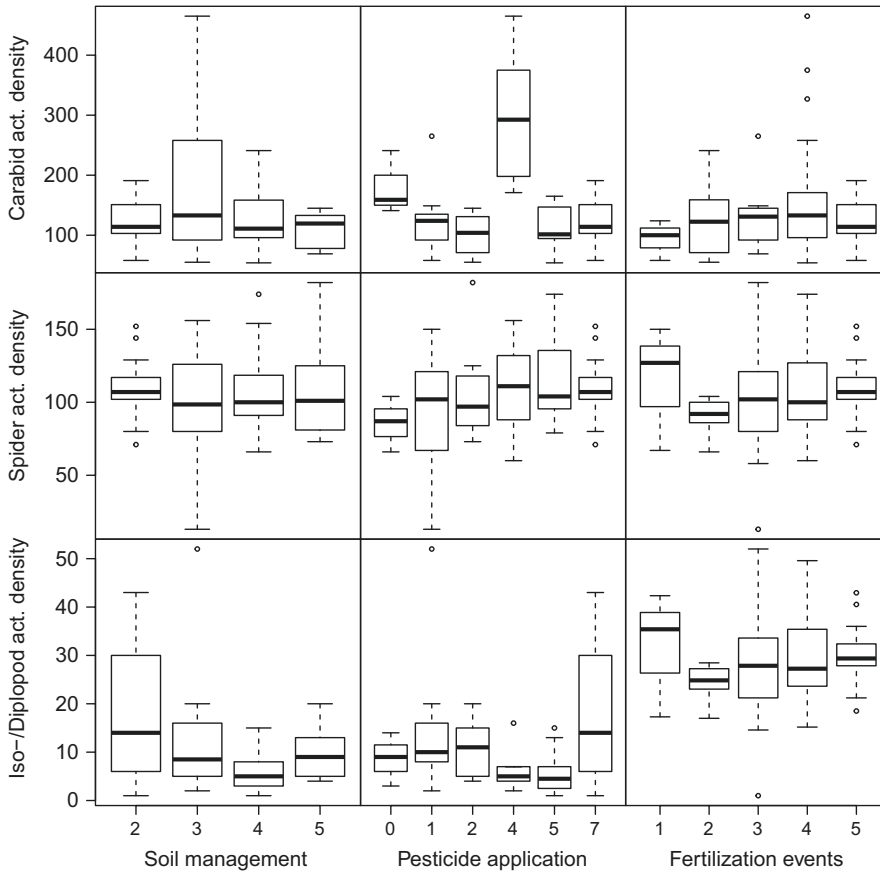 Carabid act. density
400
300
200
100
Spider act. density
150
100
50
Iso−/Diplopod act. density
50
40
30
20
10
0
2 3 4 5 0 1 2 4 5 7 1 2 3 4 5
Soil management Pesticide application Fertilization events